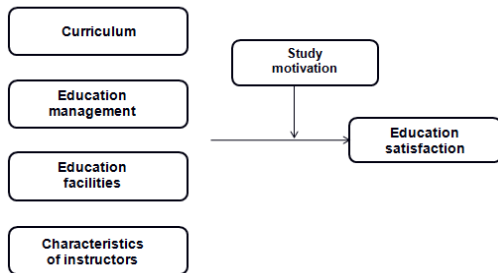 Curriculum
Study
motivation
Education
management
Education
satisfaction
Education
facilities
Characteristics
of instructors